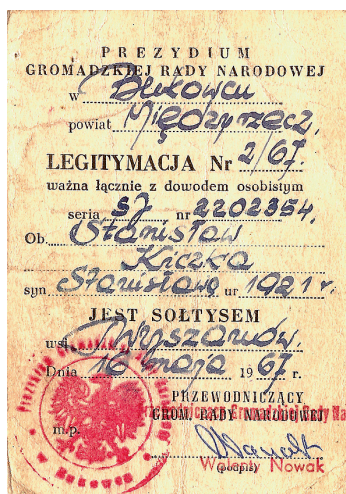 PREZYDIUM
GROMADZKIEJ RADY NARODOWEJ
w Bukowcu
powiat Międzyrzecz.
LEGITYMACJA Nr 2/67.
ważna łącznie z dowodem osobistym
seria SJ nr 2202354.
Ob. Stanisław
Kiczka
syn Stanisława ur 1921 r.
JEST SOŁTYSEM
wsi
Dnia 16 maja 1967 r.
PRZEWODNICZĄCY
GROM. RADY NARODOWEJ
m.p.
Walenty Nowak
(podpis)